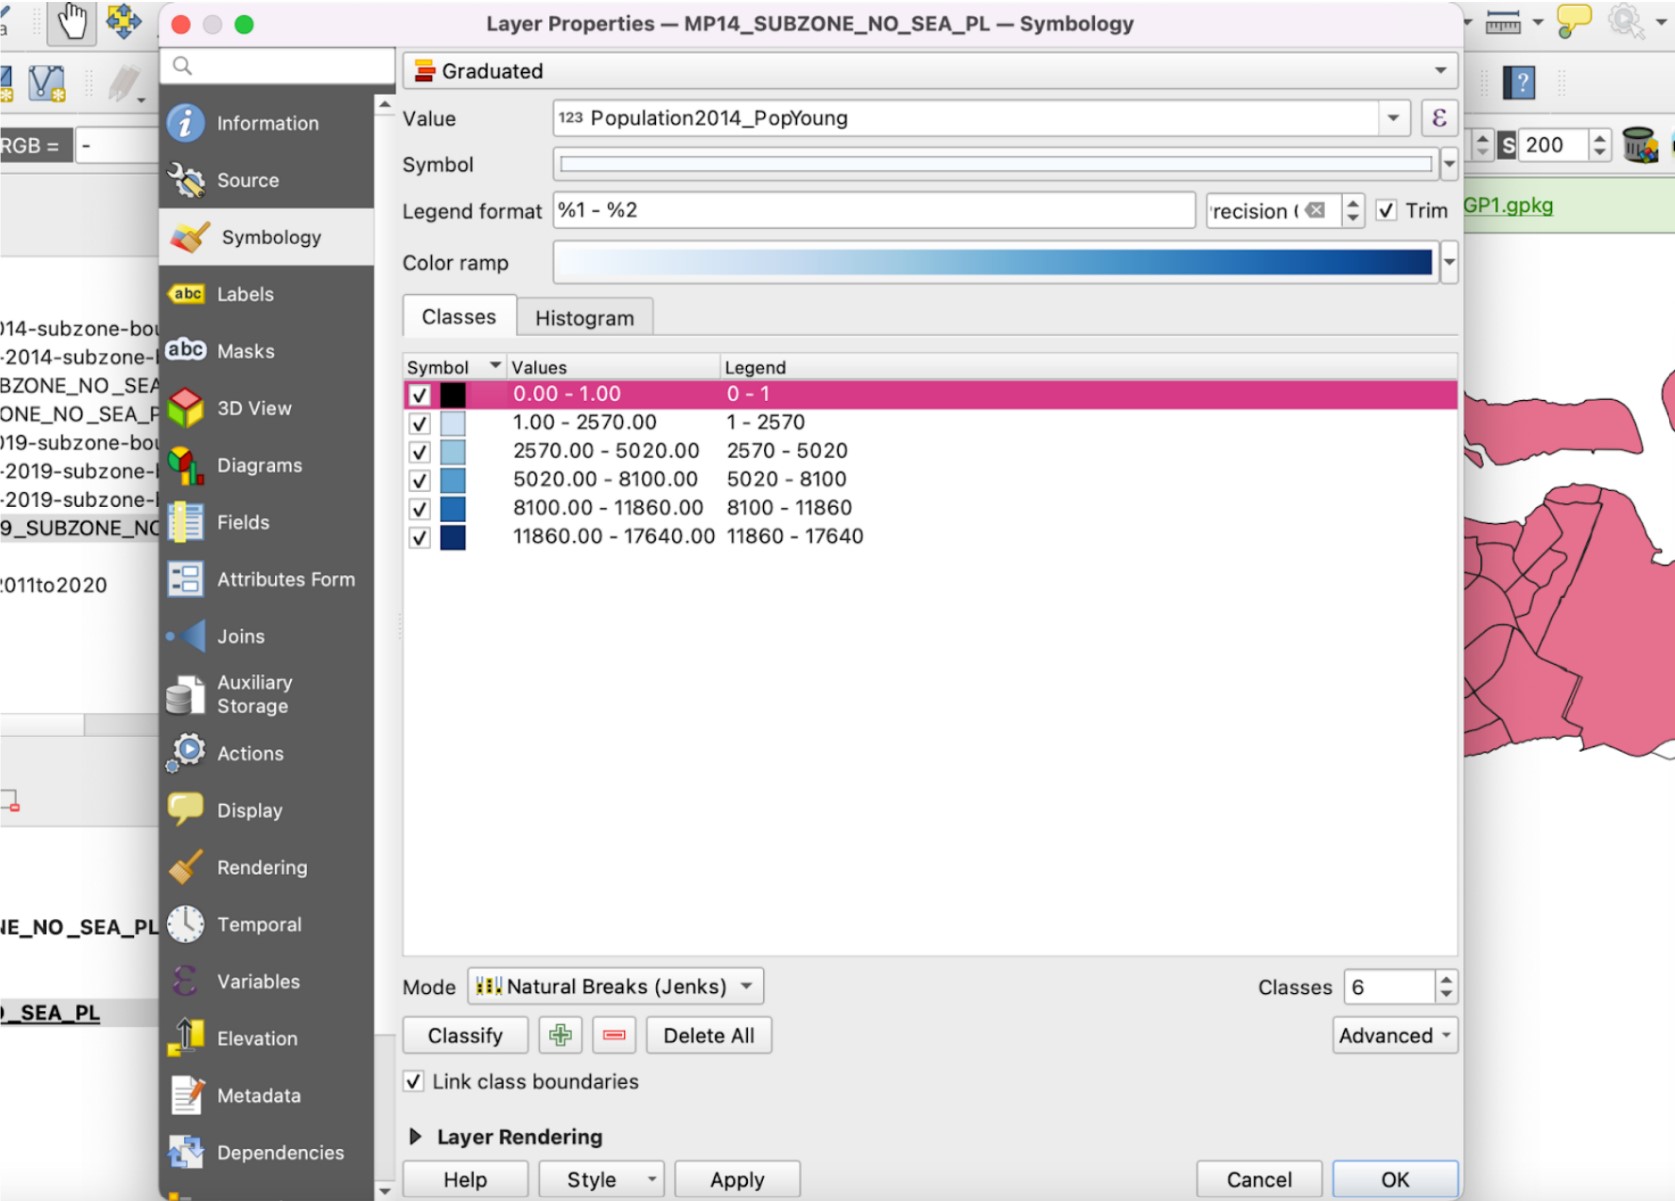 Layer Properties — MP14_SUBZONE_NO_SEA_PL — Symbology
RGB = -
S 200
GP1.gpkg
Information
Source
Symbology
Labels
Masks
3D View
Diagrams
Fields
Attributes Form
Joins
Auxiliary
Storage
Actions
Display
Rendering
Temporal
Variables
Elevation
Metadata
Dependencies
14-subzone-bou
-2014-subzone-
BZONE_NO_SEA
ONE_NO_SEA_P
019-subzone-bou
-2019-subzone-
-2019-subzone-
9_SUBZONE_NO
2011to2020
NE_NO_SEA_PL
_SEA_PL
Graduated
Value 123 Population2014_PopYoung ε
Symbol
Legend format %1 - %2 recision ( Trim
Color ramp
Classes Histogram
Symbol Values Legend
0.00 - 1.00 0 - 1
1.00 - 2570.00 1 - 2570
2570.00 - 5020.00 2570 - 5020
5020.00 - 8100.00 5020 - 8100
8100.00 - 11860.00 8100 - 11860
11860.00 - 17640.00 11860 - 17640
Mode Natural Breaks (Jenks) Classes 6
Classify Delete All Advanced
Link class boundaries
Layer Rendering
Help Style Apply Cancel OK